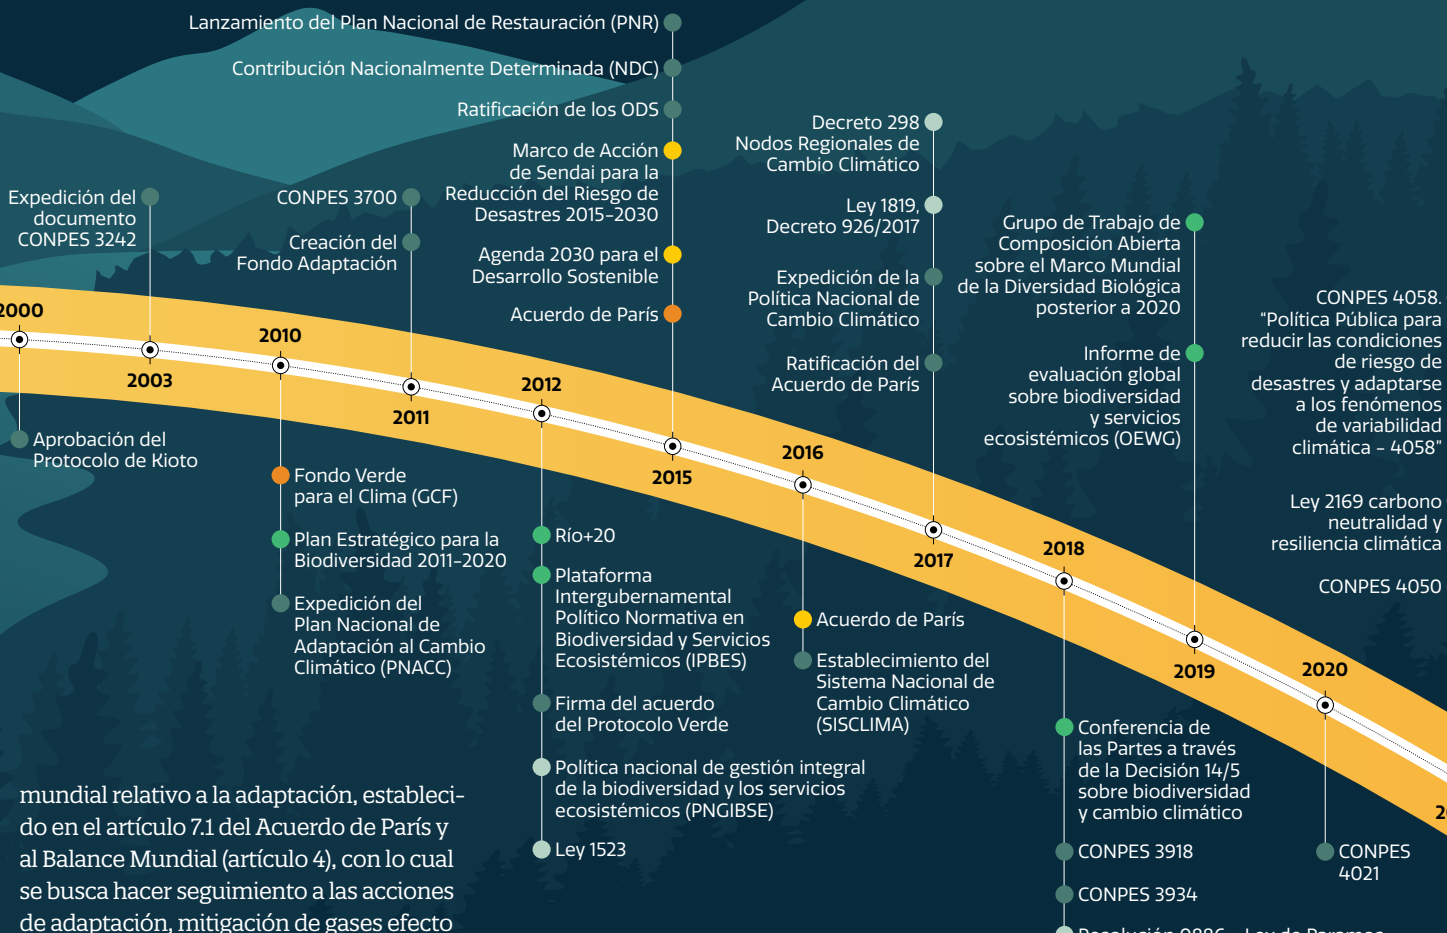 Lanzamiento del Plan Nacional de Restauración (PNR)
Contribución Nacionalmente Determinada (NDC)
Ratificación de los ODS
Marco de Acción
de Sendai para la
Reducción del Riesgo de
Desastres 2015-2030
Agenda 2030 para el
Desarrollo Sostenible
Acuerdo de París
Expedición del
documento
CONPES 3242
CONPES 3700
Creación del
Fondo Adaptación
Decreto 298
Nodos Regionales de
Cambio Climático
Ley 1819,
Decreto 926/2017
Expedición de la
Política Nacional de
Cambio Climático
Ratificación del
Acuerdo de París
Grupo de Trabajo de
Composición Abierta
sobre el Marco Mundial
de la Diversidad Biológica
posterior a 2020
Informe de
evaluación global
sobre biodiversidad
y servicios
ecosistémicos (OEWG)
CONPES 4058.
“Política Pública para
reducir las condiciones
de riesgo de
desastres y adaptarse
a los fenómenos
de variabilidad
climática - 4058”
Ley 2169 carbono
neutralidad y
resiliencia climática
CONPES 4050
2000
2003
2010
2011
2012
2015
2016
2017
2018
2019
2020
Aprobación del
Protocolo de Kioto
Fondo Verde
para el Clima (GCF)
Plan Estratégico para la
Biodiversidad 2011-2020
Expedición del
Plan Nacional de
Adaptación al Cambio
Climático (PNACC)
Río+20
Plataforma
Intergubernamental
Político Normativa en
Biodiversidad y Servicios
Ecosistémicos (IPBES)
Firma del acuerdo
del Protocolo Verde
Política nacional de gestión integral
de la biodiversidad y los servicios
ecosistémicos (PNGIBSE)
Ley 1523
Acuerdo de París
Establecimiento del
Sistema Nacional de
Cambio Climático
(SISCLIMA)
Conferencia de
las Partes a través
de la Decisión 14/5
sobre biodiversidad
y cambio climático
CONPES 3918
CONPES 3934
Resolución 0886 - Ley de Paramos
CONPES
4021
mundial relativo a la adaptación, estableci-
do en el artículo 7.1 del Acuerdo de París y
al Balance Mundial (artículo 4), con lo cual
se busca hacer seguimiento a las acciones
de adaptación, mitigación de gases efecto